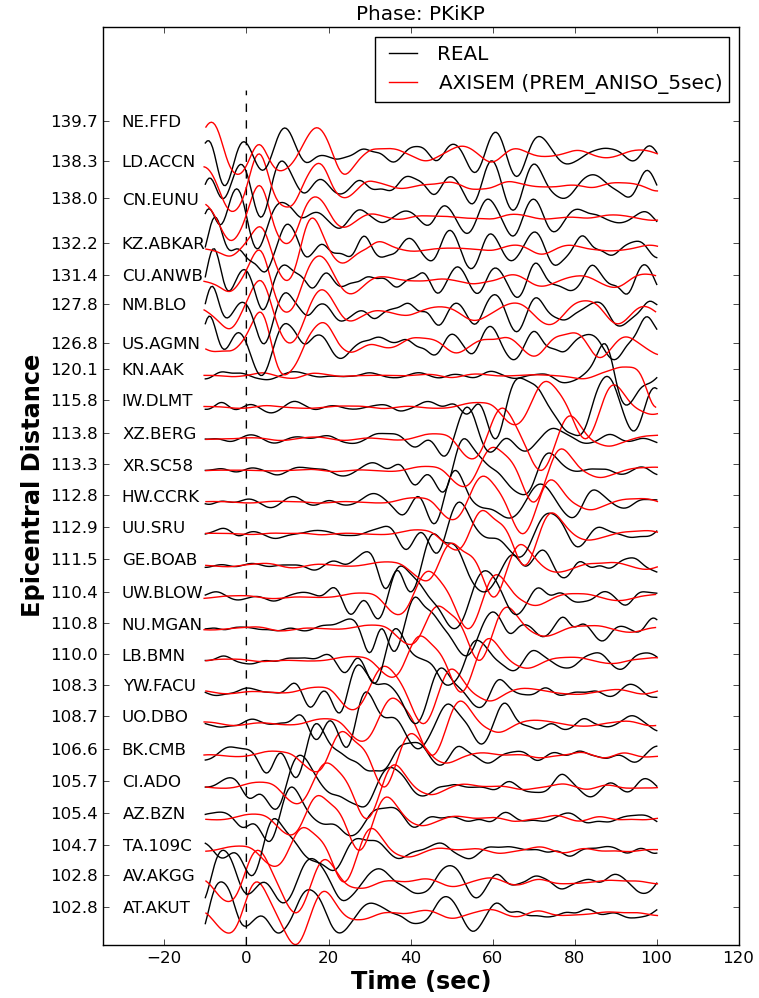 Phase: PKiKP
REAL
AXISEM (PREM_ANISO_5sec)
139.7 NE.FFD
138.3 LD.ACCN
138.0 CN.EUNU
132.2 KZ.ABKAR
131.4 CU.ANWB
127.8 NM.BLO
126.8 US.AGMN
120.1 KN.AAK
115.8 IW.DLMT
113.8 XZ.BERG
113.3 XR.SC58
112.8 HW.CCRK
112.9 UU.SRU
111.5 GE.BOAB
110.4 UW.BLOW
110.8 NU.MGAN
110.0 LB.BMN
108.3 YW.FACU
108.7 UO.DBO
106.6 BK.CMB
105.7 CI.ADO
105.4 AZ.BZN
104.7 TA.109C
102.8 AV.AKGG
102.8 AT.AKUT
Epicentral Distance
−20 0 20 40 60 80 100 120
Time (sec)